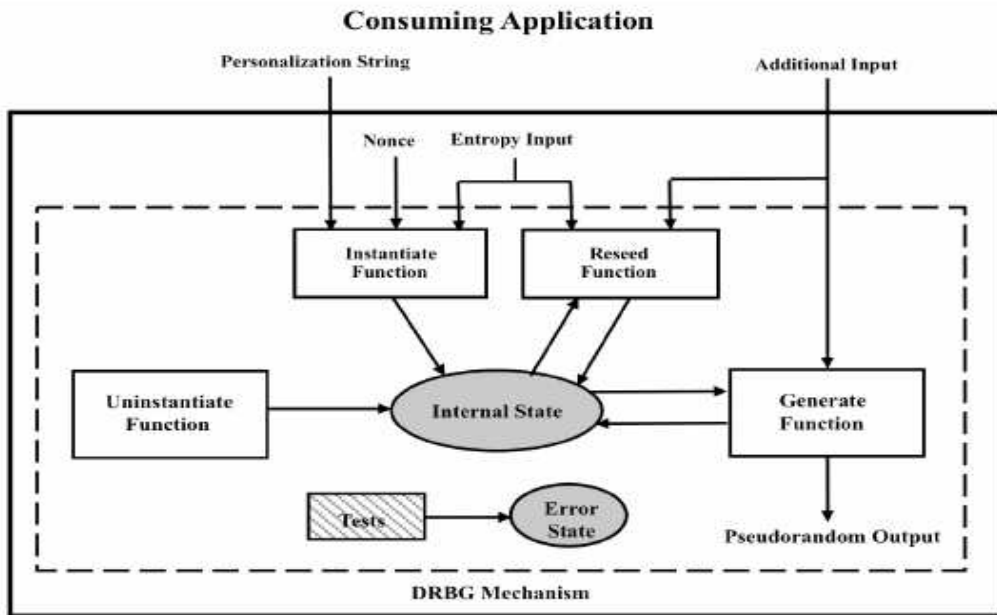 Consuming Application
Personalization String
Additional Input
Nonce
Entropy Input
Instantiate
Function
Reseed
Function
Uninstantiate
Function
Internal State
Generate
Function
Tests
Error
State
Pseudorandom Output
DRBG Mechanism